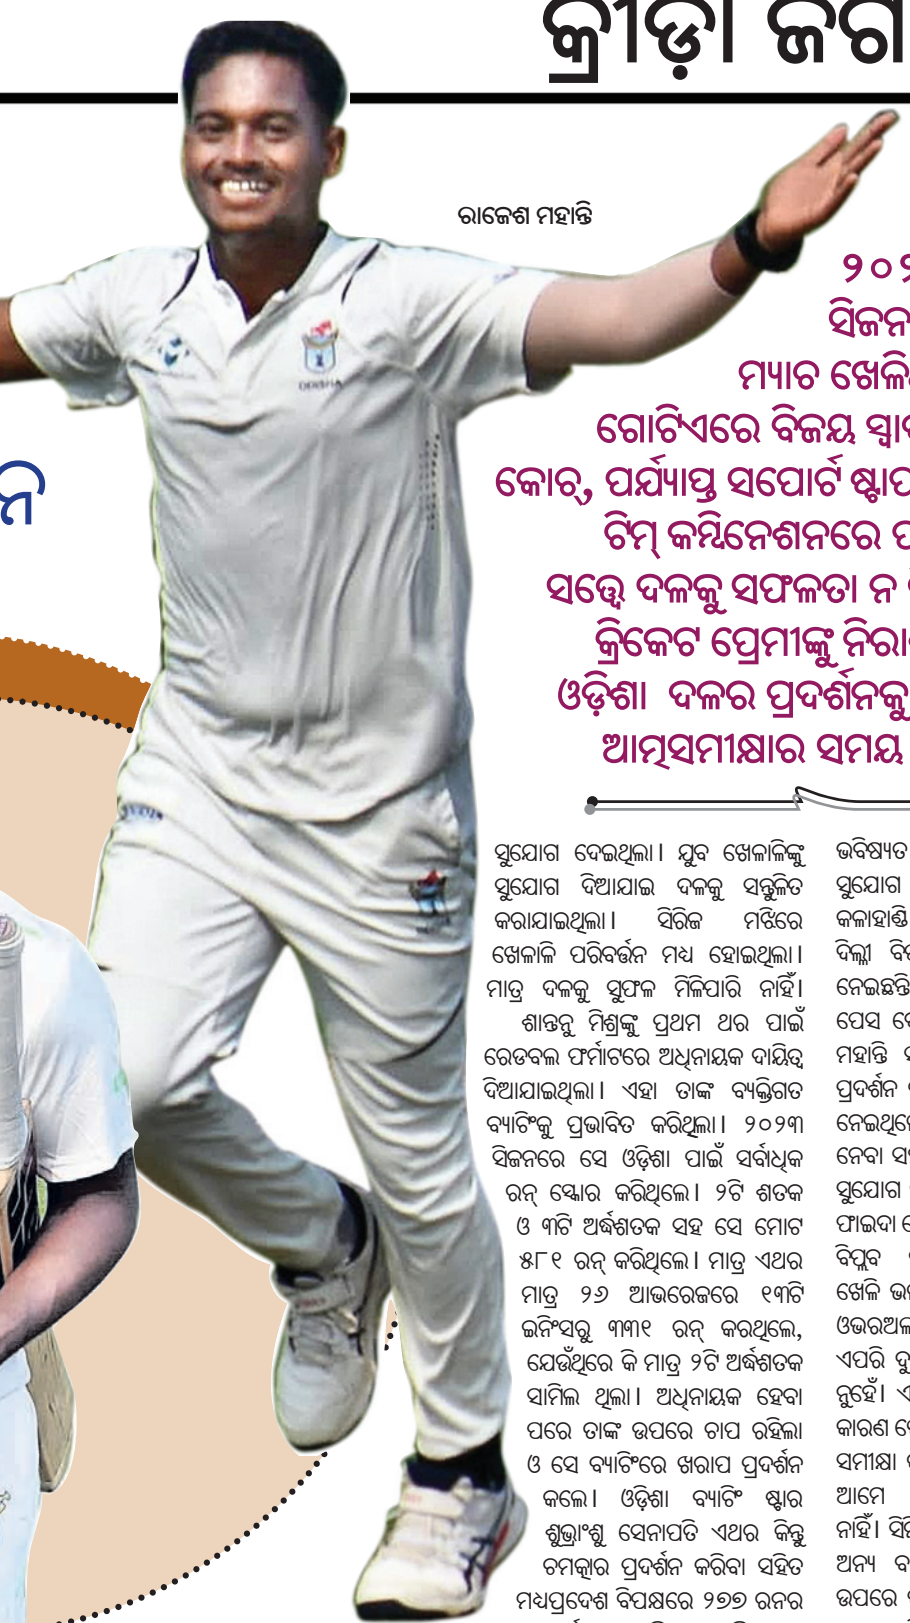 କ୍ରୀଡ଼ା ଜଗ
ରାକେଶ ମହାନ୍ତି
ODISHA
ନ
୨୦୨
ସିଜନ
ମ୍ୟାଚ ଖେଳି
ଗୋଟିଏରେ ବିଜୟ
କୋଚ୍, ପର୍ଯ୍ୟାପ୍ତ ସପୋର୍ଟ ଷ୍ଟାପ
ଟିମ୍ କମ୍ବିନେଶନରେ
ସତ୍ତ୍ୱେ ଦଳକୁ ସଫଳତା ନ
କ୍ରିକେଟ ପ୍ରେମୀଙ୍କୁ ନିରା
ଓଡ଼ିଶା ଦଳର ପ୍ରଦର୍ଶନକୁ
ଆତ୍ମସମୀକ୍ଷାର ସମୟ
ସୁଯୋଗ ଦେଇଥିଲା। ଯୁବ ଖେଳାଳିଙ୍କୁ
ସୁଯୋଗ ଦିଆଯାଇ ଦଳକୁ ସନ୍ତୁଳିତ
କରାଯାଇଥିଲା। ସିରିଜ ମଝିରେ
ଖେଳାଳି ପରିବର୍ତ୍ତନ ମଧ୍ୟ ହୋଇଥିଲା।
ମାତ୍ର ଦଳକୁ ସୁଫଳ ମିଳିପାରି ନାହିଁ।
ଶାନ୍ତନୁ ମିଶ୍ରଙ୍କୁ ପ୍ରଥମ ଥର ପାଇଁ
ରେଡବଲ ଫର୍ମାଟରେ ଅଧିନାୟକ ଦାୟିତ୍ୱ
ଦିଆଯାଇଥିଲା। ଏହା ତାଙ୍କ ବ୍ୟକ୍ତିଗତ
ବ୍ୟାଟିଂକୁ ପ୍ରଭାବିତ କରିଥିଲା। ୨୦୨୩
ସିଜନରେ ସେ ଓଡ଼ିଶା ପାଇଁ ସର୍ବାଧିକ
ରନ୍ ସ୍କୋର କରିଥିଲେ। ୨ଟି ଶତକ
ଓ ୩ଟି ଅର୍ଦ୍ଧଶତକ ସହ ସେ ମୋଟ
୫୮୧ ରନ୍ କରିଥିଲେ। ମାତ୍ର ଏଥର
ମାତ୍ର ୨୬ ଆଭରେଜରେ ୧୩ଟି
ଇନିଂସରୁ ୩୩୧ ରନ୍ କରଥିଲେ,
ଯେଉଁଥିରେ କି ମାତ୍ର ୨ଟି ଅର୍ଦ୍ଧଶତକ
ସାମିଲ ଥିଲା। ଅଧିନାୟକ ହେବା
ପରେ ତାଙ୍କ ଉପରେ ଚାପ ରହିଲା
ଓ ସେ ବ୍ୟାଟିଂରେ ଖରାପ ପ୍ରଦର୍ଶନ
କଲେ। ଓଡ଼ିଶା ବ୍ୟାଟିଂ ଷ୍ଟାର
ଶୁଭ୍ରାଂଶୁ ସେନାପତି ଏଥର କିନ୍ତୁ
ଚମତ୍କାର ପ୍ରଦର୍ଶନ କରିବା ସହିତ
ମଧ୍ୟପ୍ରଦେଶ ବିପକ୍ଷରେ ୨୭୭ ରନର
ଭବିଷ୍ୟତ
ସୁଯୋଗ
କଳାହାଣ୍ଡି
ଦିଲ୍ଲୀ
ନେଇଛନ୍ତି
ପେସ
ମହାନ୍ତି
ପ୍ରଦର୍ଶନ
ନେଇଥିଲେ
ନେବା
ସୁଯୋଗ
ଫାଇଦା
ବିପ୍ଳବ
ଖେଳି
ଓଭରଅଲ
ଏପରି
ନୁହେଁ।
କାରଣ
ସମୀକ୍ଷା
ଆମେ
ନାହିଁ।
ଅନ୍ୟ
ଉପରେ